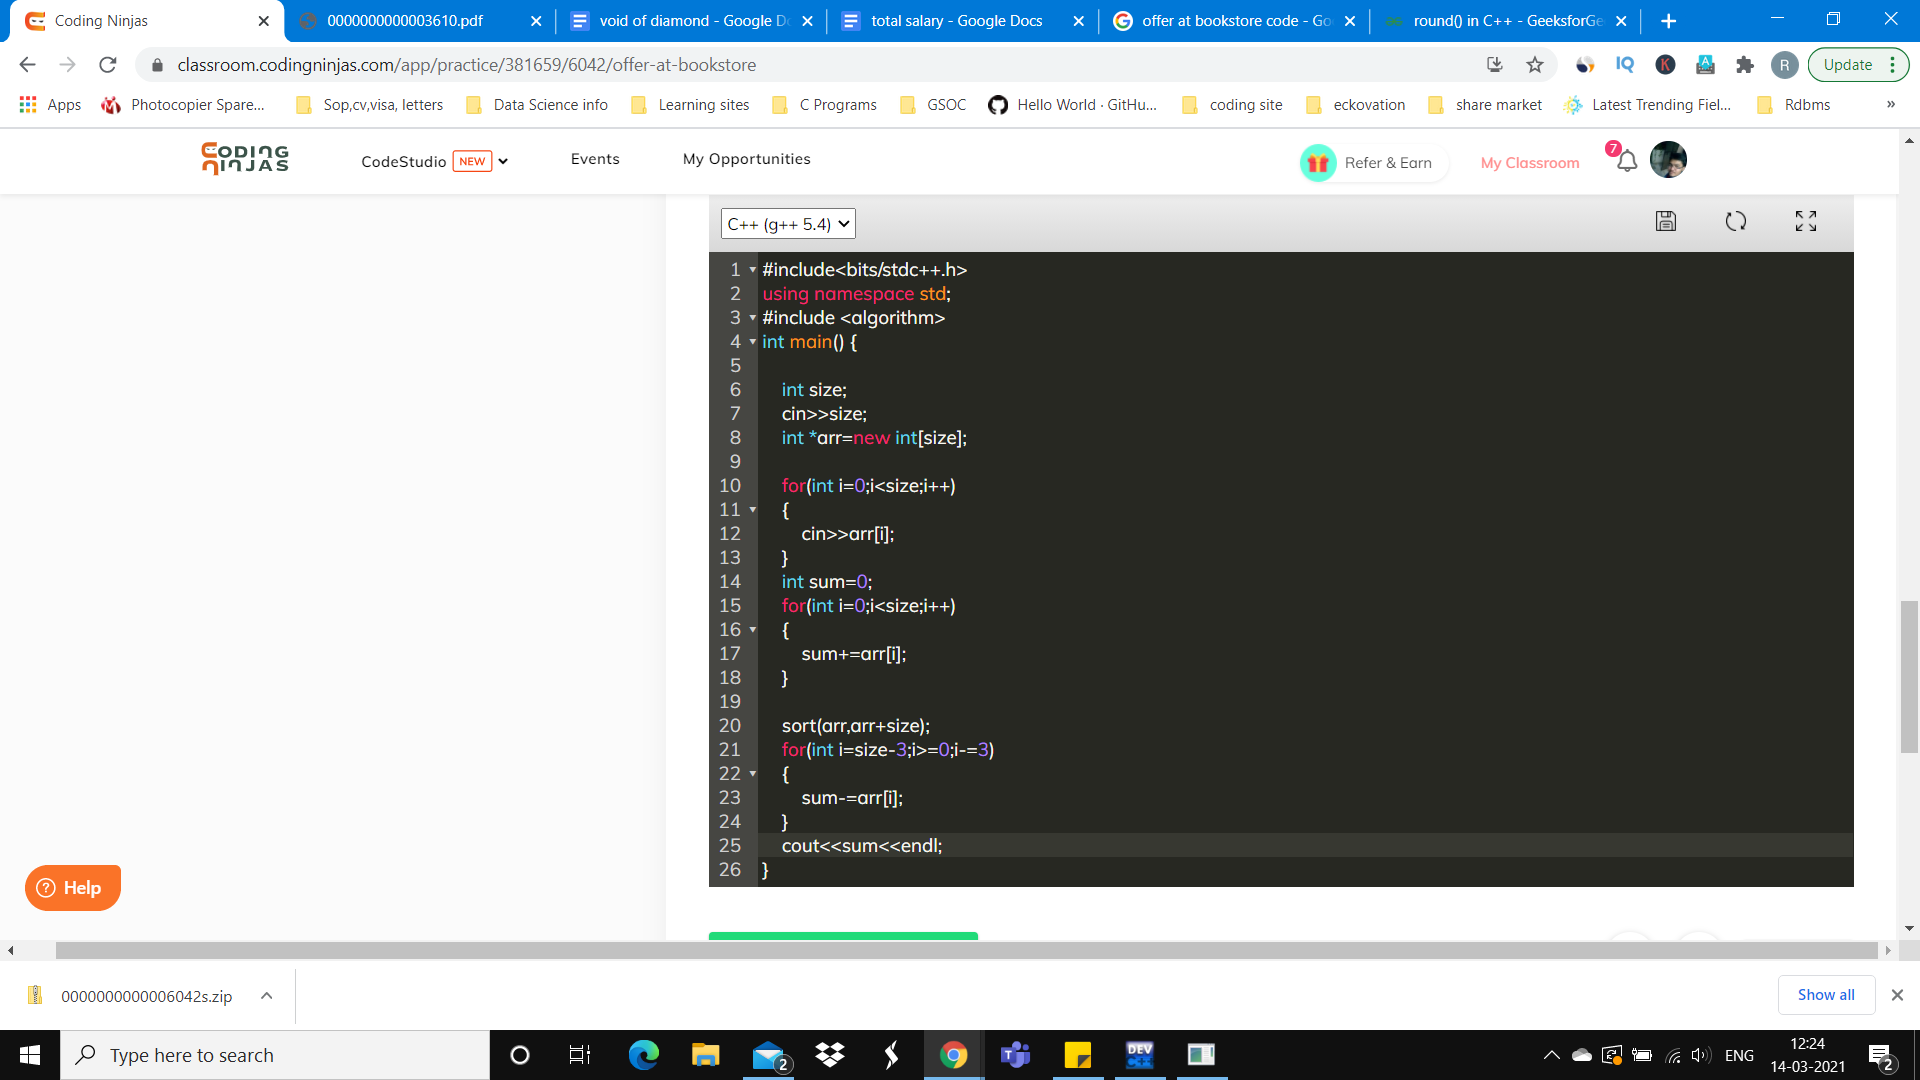 Coding Ninjas
0000000000003610.pdf
void of diamond - Google Do
total salary - Google Docs
offer at bookstore code - Go
round() in C++ - GeeksforGe
classroom.codingninjas.com/app/practice/381659/6042/offer-at-bookstore
R
Update
Apps
Photocopier Spare...
Sop,cv,visa, letters
Data Science info
Learning sites
C Programs
GSOC
Hello World · GitHu...
coding site
eckovation
share market
Latest Trending Fiel...
Rdbms
»
CODING NINJAS
CodeStudio NEW
Events
My Opportunities
Refer & Earn
My Classroom
7
C++ (g++ 5.4)
1 #include<bits/stdc++.h>
2 using namespace std;
3 #include <algorithm>
4 int main() {
5
6 int size;
7 cin>>size;
8 int *arr=new int[size];
9
10 for(int i=0;i<size;i++)
11 {
12 cin>>arr[i];
13 }
14 int sum=0;
15 for(int i=0;i<size;i++)
16 {
17 sum+=arr[i];
18 }
19
20 sort(arr,arr+size);
21 for(int i=size-3;i>=0;i-=3)
22 {
23 sum-=arr[i];
24 }
25 cout<<sum<<endl;
26 }
Help
0000000000006042s.zip
Show all
Type here to search
2
DEV C++
ENG
12:24
14-03-2021
2